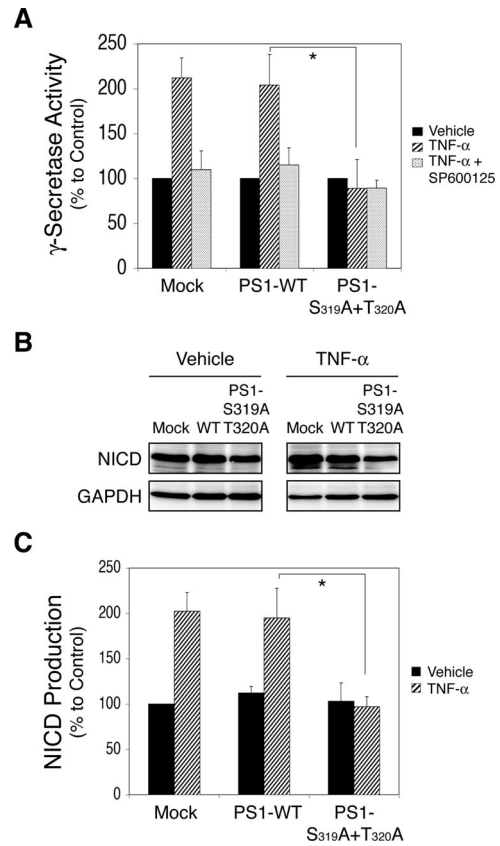 A
γ-Secretase Activity
(% to Control)
250
200
150
100
50
0
*
Vehicle
TNF-α
TNF-α +
SP600125
Mock
PS1-WT
PS1-
S319A+T320A
B
Vehicle
TNF-α
PS1-
S319A
Mock WT T320A
PS1-
S319A
Mock WT T320A
NICD
GAPDH
C
NICD Production
(% to Control)
250
200
150
100
50
0
*
Vehicle
TNF-α
Mock
PS1-WT
PS1-
S319A+T320A